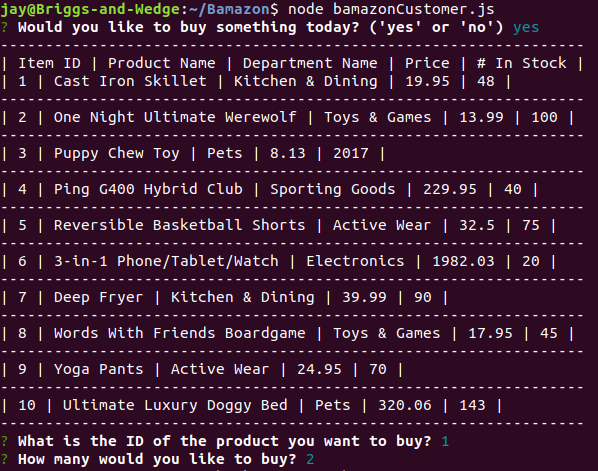 jay@Briggs-and-Wedge:~/Bamazon$ node bamazonCustomer.js
? Would you like to buy something today? ('yes' or 'no') yes
-----------------------------------------------------------------
| Item ID | Product Name | Department Name | Price | # In Stock |
| 1 | Cast Iron Skillet | Kitchen & Dining | 19.95 | 48 |
-----------------------------------------------------------------
| 2 | One Night Ultimate Werewolf | Toys & Games | 13.99 | 100 |
-----------------------------------------------------------------
| 3 | Puppy Chew Toy | Pets | 8.13 | 2017 |
-----------------------------------------------------------------
| 4 | Ping G400 Hybrid Club | Sporting Goods | 229.95 | 40 |
-----------------------------------------------------------------
| 5 | Reversible Basketball Shorts | Active Wear | 32.5 | 75 |
-----------------------------------------------------------------
| 6 | 3-in-1 Phone/Tablet/Watch | Electronics | 1982.03 | 20 |
-----------------------------------------------------------------
| 7 | Deep Fryer | Kitchen & Dining | 39.99 | 90 |
-----------------------------------------------------------------
| 8 | Words With Friends Boardgame | Toys & Games | 17.95 | 45 |
-----------------------------------------------------------------
| 9 | Yoga Pants | Active Wear | 24.95 | 70 |
-----------------------------------------------------------------
| 10 | Ultimate Luxury Doggy Bed | Pets | 320.06 | 143 |
-----------------------------------------------------------------
? What is the ID of the product you want to buy? 1
? How many would you like to buy? 2